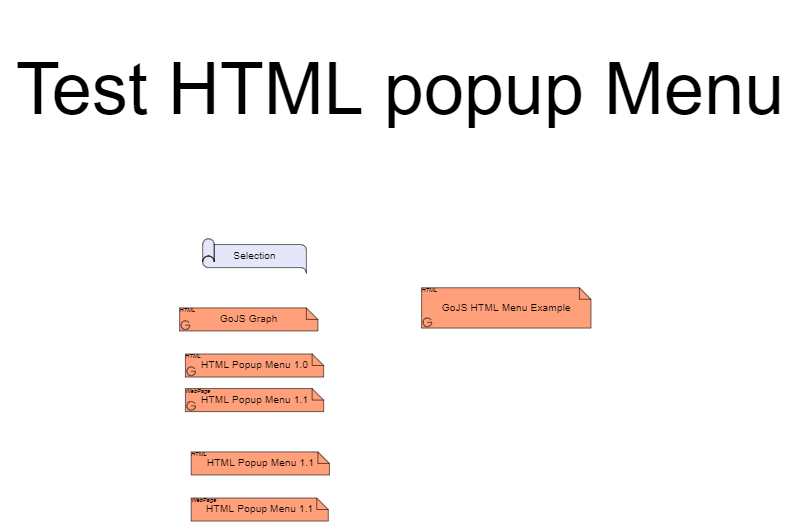 Test HTML popup Menu
Selection
HTML
GoJS HTML Menu Example
G
HTML
GoJS Graph
G
HTML
HTML Popup Menu 1.0
G
WebPage
HTML Popup Menu 1.1
G
HTML
HTML Popup Menu 1.1
WebPage
HTML Popup Menu 1.1